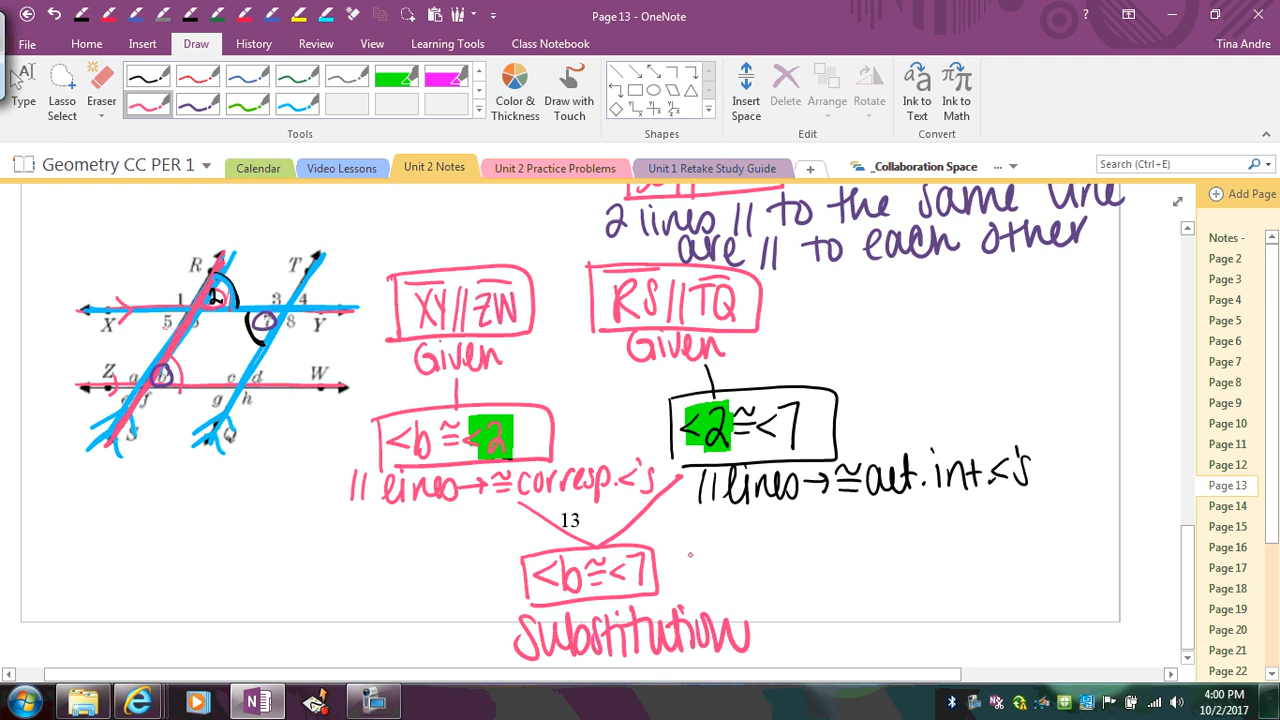 Page 13 - OneNote
?
File
Home
Insert
Draw
History
Review
View
Learning Tools
Class Notebook
Tina Andre
Type
Lasso Select
Eraser
Color & Thickness
Draw with Touch
Insert Space
Delete
Arrange
Rotate
Ink to Text
Ink to Math
Tools
Shapes
Edit
Convert
Geometry CC PER 1
Calendar
Video Lessons
Unit 2 Notes
Unit 2 Practice Problems
Unit 1 Retake Study Guide
_Collaboration Space
Search (Ctrl+E)
Add Page
2 lines || to the same line
are || to each other
R T
1 2 3 4
X 5 7 8 Y
Z a b c d W
f g h
S Q
XY || ZW
Given
RS || TQ
Given
<b ≅ <2
|| lines → ≅ corresp. <'s
<2 ≅ <7
|| lines → ≅ alt. int. <'s
13
<b ≅ <7
substitution
Notes -
Page 2
Page 3
Page 4
Page 5
Page 6
Page 7
Page 8
Page 9
Page 10
Page 11
Page 12
Page 13
Page 14
Page 15
Page 16
Page 17
Page 18
Page 19
Page 20
Page 21
Page 22
4:00 PM
10/2/2017